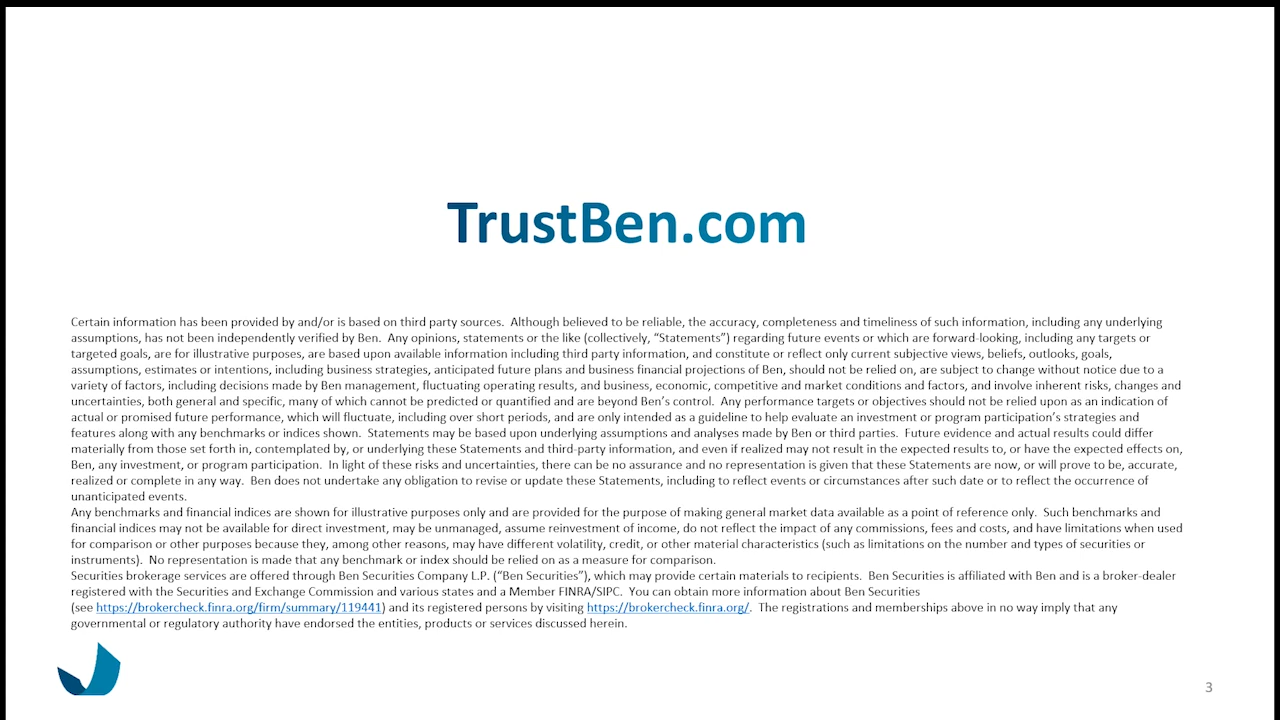 TrustBen.com
Certain information has been provided by and/or is based on third party sources.  Although believed to be reliable, the accuracy, completeness and timeliness of such information, including any underlying
assumptions, has not been independently verified by Ben.  Any opinions, statements or the like (collectively, “Statements”) regarding future events or which are forward-looking, including any targets or
targeted goals, are for illustrative purposes, are based upon available information including third party information, and constitute or reflect only current subjective views, beliefs, outlooks, goals,
assumptions, estimates or intentions, including business strategies, anticipated future plans and business financial projections of Ben, should not be relied on, are subject to change without notice due to a
variety of factors, including decisions made by Ben management, fluctuating operating results, and business, economic, competitive and market conditions and factors, and involve inherent risks, changes and
uncertainties, both general and specific, many of which cannot be predicted or quantified and are beyond Ben’s control.  Any performance targets or objectives should not be relied upon as an indication of
actual or promised future performance, which will fluctuate, including over short periods, and are only intended as a guideline to help evaluate an investment or program participation’s strategies and
features along with any benchmarks or indices shown.  Statements may be based upon underlying assumptions and analyses made by Ben or third parties.  Future evidence and actual results could differ
materially from those set forth in, contemplated by, or underlying these Statements and third-party information, and even if realized may not result in the expected results to, or have the expected effects on,
Ben, any investment, or program participation.  In light of these risks and uncertainties, there can be no assurance and no representation is given that these Statements are now, or will prove to be, accurate,
realized or complete in any way.  Ben does not undertake any obligation to revise or update these Statements, including to reflect events or circumstances after such date or to reflect the occurrence of
unanticipated events.
Any benchmarks and financial indices are shown for illustrative purposes only and are provided for the purpose of making general market data available as a point of reference only.  Such benchmarks and
financial indices may not be available for direct investment, may be unmanaged, assume reinvestment of income, do not reflect the impact of any commissions, fees and costs, and have limitations when used
for comparison or other purposes because they, among other reasons, may have different volatility, credit, or other material characteristics (such as limitations on the number and types of securities or
instruments).  No representation is made that any benchmark or index should be relied on as a measure for comparison.
Securities brokerage services are offered through Ben Securities Company L.P. (“Ben Securities”), which may provide certain materials to recipients.  Ben Securities is affiliated with Ben and is a broker-dealer
registered with the Securities and Exchange Commission and various states and a Member FINRA/SIPC.  You can obtain more information about Ben Securities
(see https://brokercheck.finra.org/firm/summary/119441) and its registered persons by visiting https://brokercheck.finra.org/.  The registrations and memberships above in no way imply that any
governmental or regulatory authority have endorsed the entities, products or services discussed herein.
3